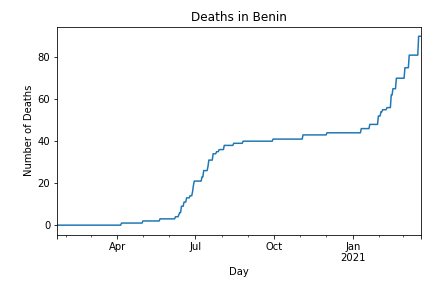 Deaths in Benin
Number of Deaths
80
60
40
20
0
Apr
Jul
Oct
Jan
2021
Day